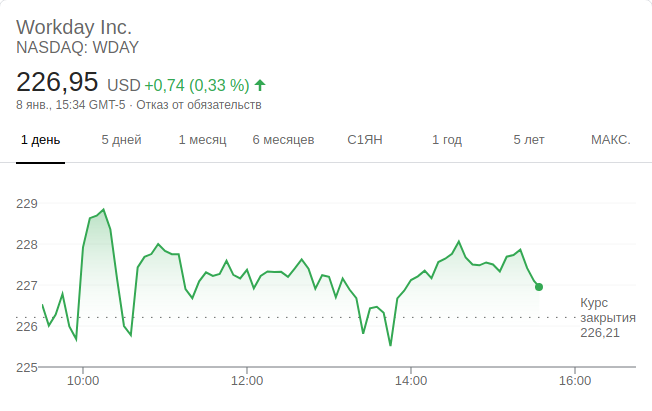 Workday Inc.
NASDAQ: WDAY
226,95 USD +0,74 (0,33 %)
8 янв., 15:34 GMT-5 · Отказ от обязательств
1 день 5 дней 1 месяц 6 месяцев С1ЯН 1 год 5 лет МАКС.
229
228
227
226
225
Курс
закрытия
226,21
10:00 12:00 14:00 16:00